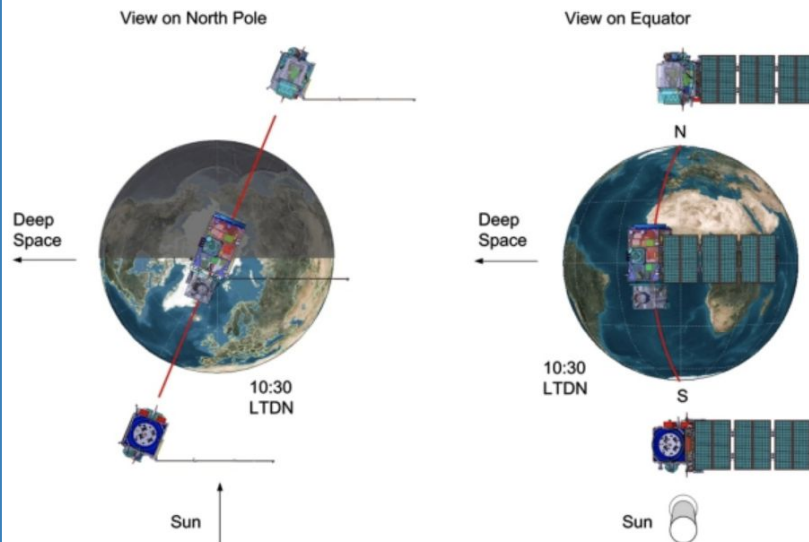 View on North Pole
View on Equator
N
Deep
Space
Deep
Space
10:30
LTDN
10:30
LTDN
S
Sun
Sun